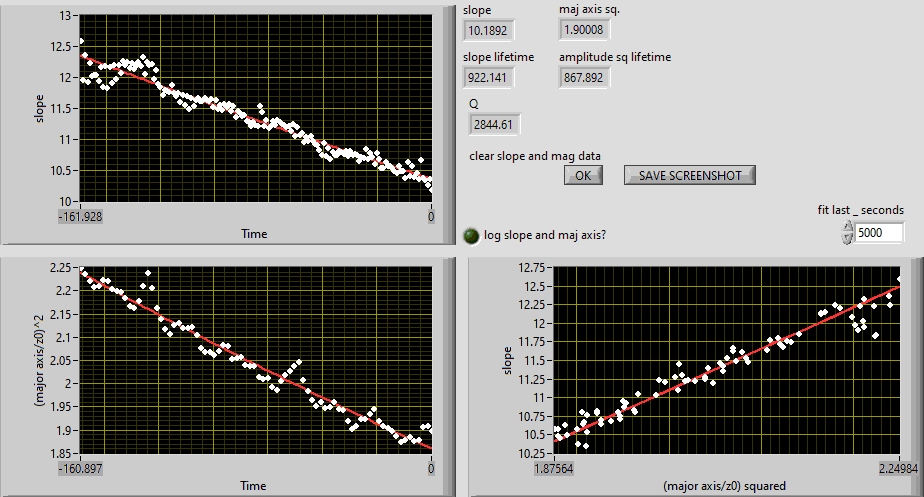 13
12.5
12
11.5
11
10.5
10
slope
-161.928
0
Time
slope
maj axis sq.
10.1892
1.90008
slope lifetime
amplitude sq lifetime
922.141
867.892
Q
2844.61
clear slope and mag data
OK
SAVE SCREENSHOT
fit last _ seconds
5000
log slope and maj axis?
2.25
2.2
2.15
2.1
2.05
2
1.95
1.9
1.85
(major axis/z0)^2
-160.897
0
Time
12.75
12.5
12.25
12
11.75
11.5
11.25
11
10.75
10.5
10.25
slope
1.87564
2.24984
(major axis/z0) squared